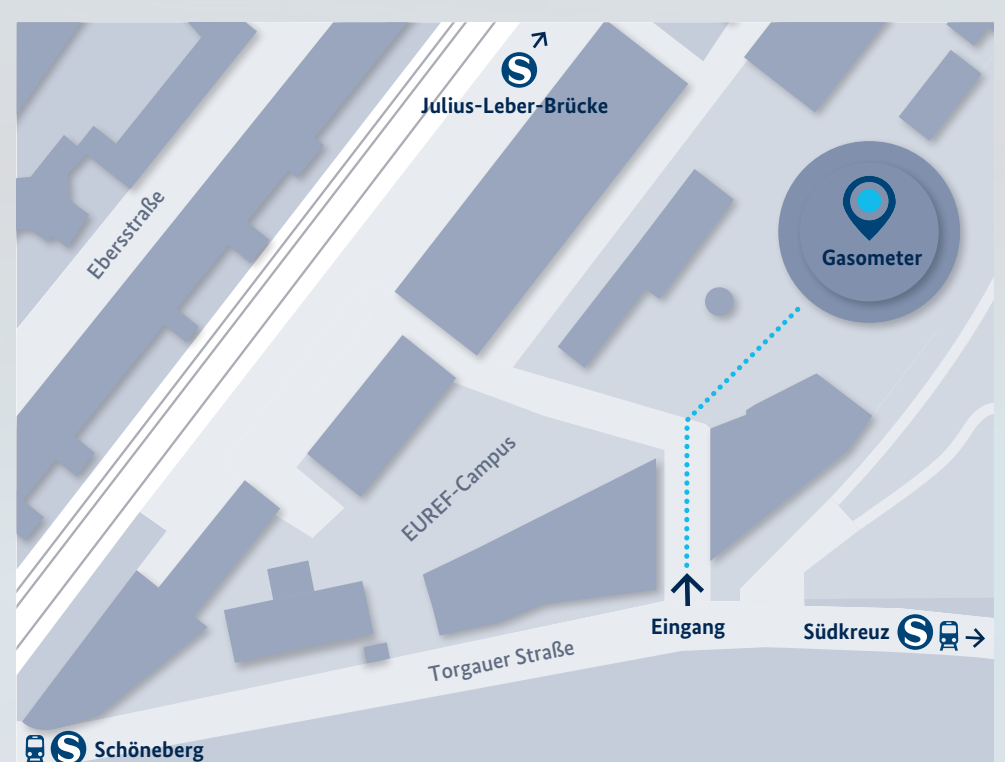 S
Julius-Leber-Brücke
Ebersstraße
Gasometer
EUREF-Campus
Eingang
Südkreuz S
Torgauer Straße
S Schöneberg